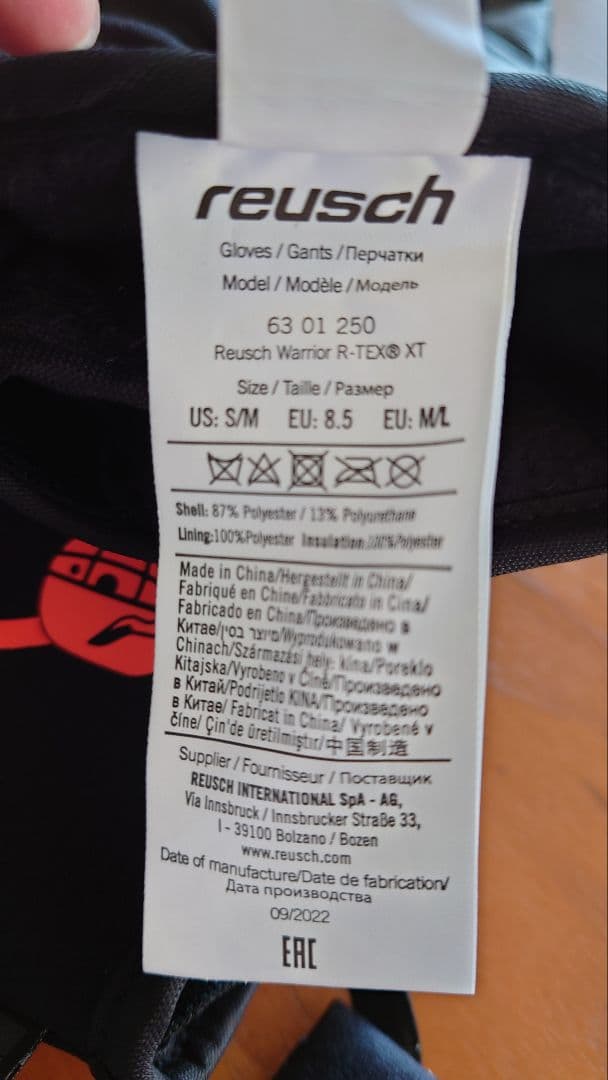 reusch
Gloves / Gants / Перчатки
Model / Modèle / Модель
63 01 250
Reusch Warrior R-TEX® XT
Size / Taille / Размер
US: S/M EU: 8.5 EU: M/L
Shell: 87% Polyester / 13% Polyurethane
Lining:100%Polyester Insulation:100%Polyester
Made in China/Hergestellt in China/
Fabriqué en Chine/Fabbricato in Cina/
Fabricado en China/Произведено в
Китае/מיוצר בסין/Wyprodukowano w
Chinach/Származási hely: kína/Poreklo
Kitajska/Vyrobeno v Číně/Произведено
в Китай/Podrijetlo KINA/Произведено
в Китае/ Fabricat in China/ Vyrobené v
číne/ Çin'de üretilmiştir/中国制造
Supplier / Fournisseur / Поставщик
REUSCH INTERNATIONAL SpA - AG,
Via Innsbruck / Innsbrucker Straße 33,
I - 39100 Bolzano / Bozen
www.reusch.com
Date of manufacture/Date de fabrication/
Дата производства
09/2022
EAC